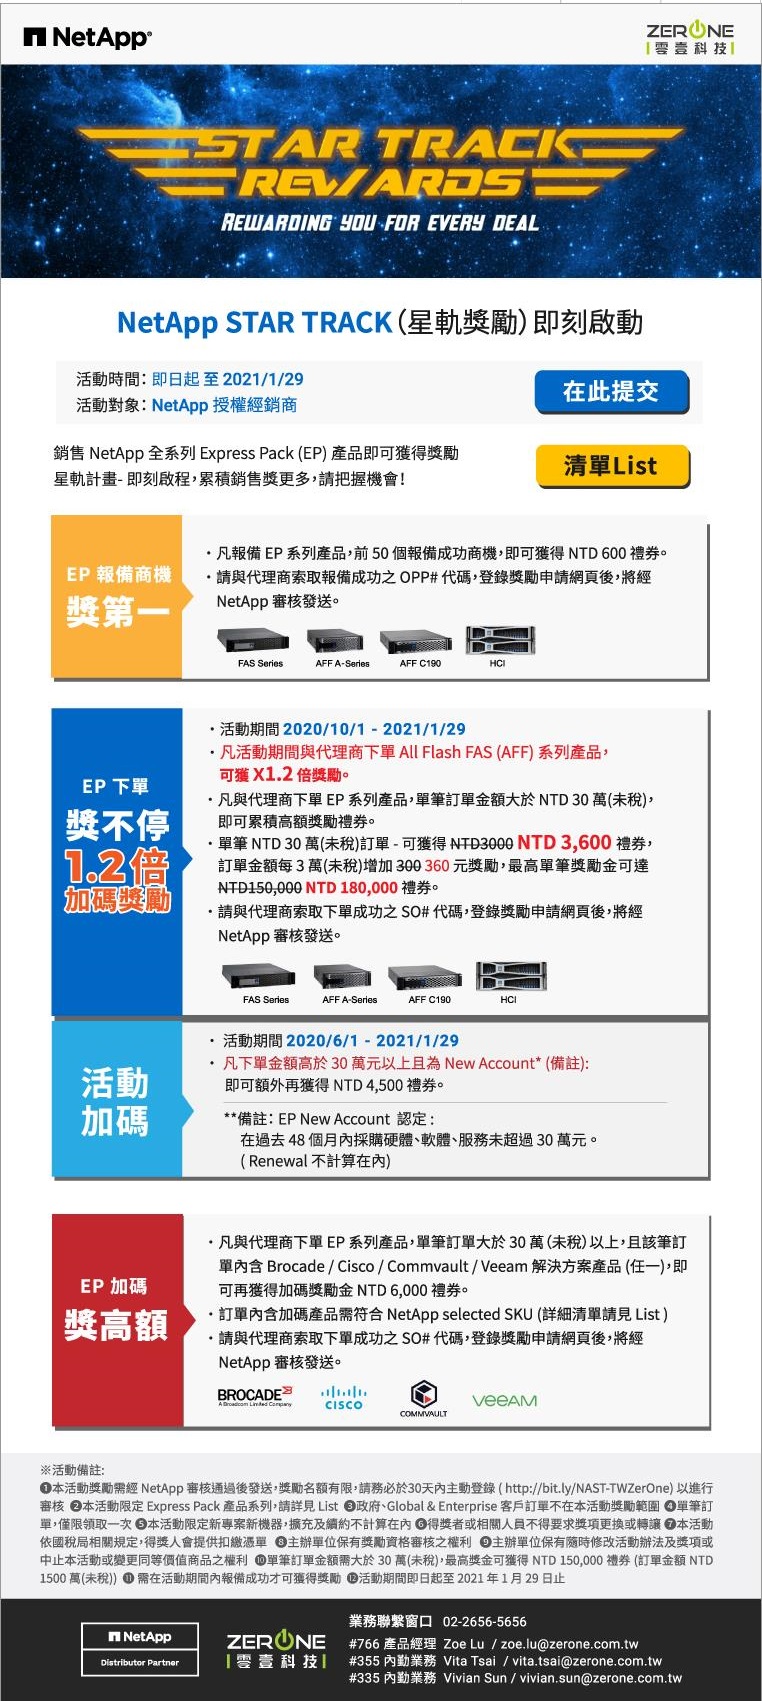 NetApp
ZERONE
零壹科技
STAR TRACK
REWARDS
REWARDING YOU FOR EVERY DEAL
NetApp STAR TRACK(星軌獎勵)即刻啟動
活動時間: 即日起 至 2021/1/29
活動對象: NetApp 授權經銷商
在此提交
銷售 NetApp 全系列 Express Pack (EP) 產品即可獲得獎勵
星軌計畫- 即刻啟程,累積銷售獎更多,請把握機會!
清單List
EP 報備商機
獎第一
・凡報備 EP 系列產品,前 50 個報備成功商機,即可獲得 NTD 600 禮券。
・請與代理商索取報備成功之 OPP# 代碼,登錄獎勵申請網頁後,將經
NetApp 審核發送。
FAS Series AFF A-Series AFF C190 HCI
EP 下單
獎不停
1.2倍
加碼獎勵
・活動期間 2020/10/1 - 2021/1/29
・凡活動期間與代理商下單 All Flash FAS (AFF) 系列產品,
可獲 X1.2 倍獎勵。
・凡與代理商下單 EP 系列產品,單筆訂單金額大於 NTD 30 萬(未稅),
即可累積高額獎勵禮券。
・單筆 NTD 30 萬(未稅)訂單 - 可獲得 NTD3000 NTD 3,600 禮券,
訂單金額每 3 萬(未稅)增加 300 360 元獎勵,最高單筆獎勵金可達
NTD150,000 NTD 180,000 禮券。
・請與代理商索取下單成功之 SO# 代碼,登錄獎勵申請網頁後,將經
NetApp 審核發送。
FAS Series AFF A-Series AFF C190 HCI
活動
加碼
・ 活動期間 2020/6/1 - 2021/1/29
・ 凡下單金額高於 30 萬元以上且為 New Account* (備註):
即可額外再獲得 NTD 4,500 禮券。
**備註: EP New Account 認定 :
在過去 48 個月內採購硬體、軟體、服務未超過 30 萬元。
( Renewal 不計算在內)
EP 加碼
獎高額
・凡與代理商下單 EP 系列產品,單筆訂單大於 30 萬(未稅)以上,且該筆訂
單內含 Brocade / Cisco / Commvault / Veeam 解決方案產品 (任一),即
可再獲得加碼獎勵金 NTD 6,000 禮券。
・訂單內含加碼產品需符合 NetApp selected SKU (詳細清單請見 List )
・請與代理商索取下單成功之 SO# 代碼,登錄獎勵申請網頁後,將經
NetApp 審核發送。
BROCADE
A Broadcom Limited Company
CISCO
COMMVAULT
veeAM
※活動備註:
❶本活動獎勵需經 NetApp 審核通過後發送,獎勵名額有限,請務必於30天內主動登錄 ( http://bit.ly/NAST-TWZerOne) 以進行
審核 ❷本活動限定 Express Pack 產品系列,請詳見 List ❸政府、Global & Enterprise 客戶訂單不在本活動獎勵範圍 ❹單筆訂
單,僅限領取一次 ❺本活動限定新專案新機器,擴充及續約不計算在內 ❻得獎者或相關人員不得要求獎項更換或轉讓 ❼本活動
依國稅局相關規定,得獎人會提供扣繳憑單 ❽主辦單位保有獎勵資格審核之權利 ❾主辦單位保有隨時修改活動辦法及獎項或
中止本活動或變更同等價值商品之權利 ❿單筆訂單金額需大於 30 萬(未稅),最高獎金可獲得 NTD 150,000 禮券 (訂單金額 NTD
1500 萬(未稅)) ⓫ 需在活動期間內報備成功才可獲得獎勵 ⓬活動期間即日起至 2021 年 1 月 29 日止
NetApp
Distributor Partner
ZERONE
零壹科技
業務聯繫窗口 02-2656-5656
#766 產品經理 Zoe Lu / zoe.lu@zerone.com.tw
#355 內勤業務 Vita Tsai / vita.tsai@zerone.com.tw
#335 內勤業務 Vivian Sun / vivian.sun@zerone.com.tw